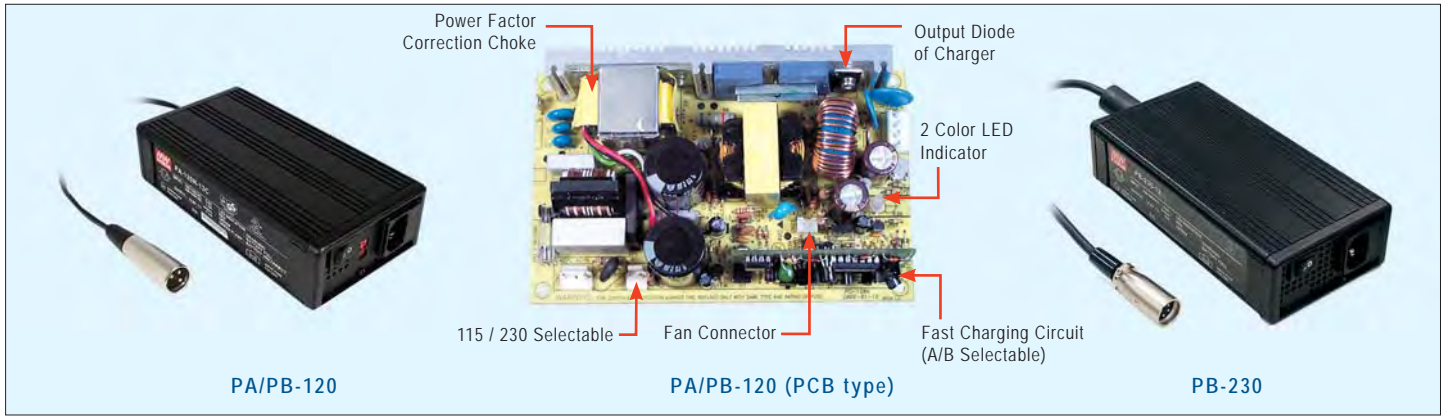 Power Factor
Correction Choke
Output Diode
of Charger
2 Color LED
Indicator
115 / 230 Selectable
Fan Connector
Fast Charging Circuit
(A/B Selectable)
PA/PB-120
PA/PB-120 (PCB type)
PB-230